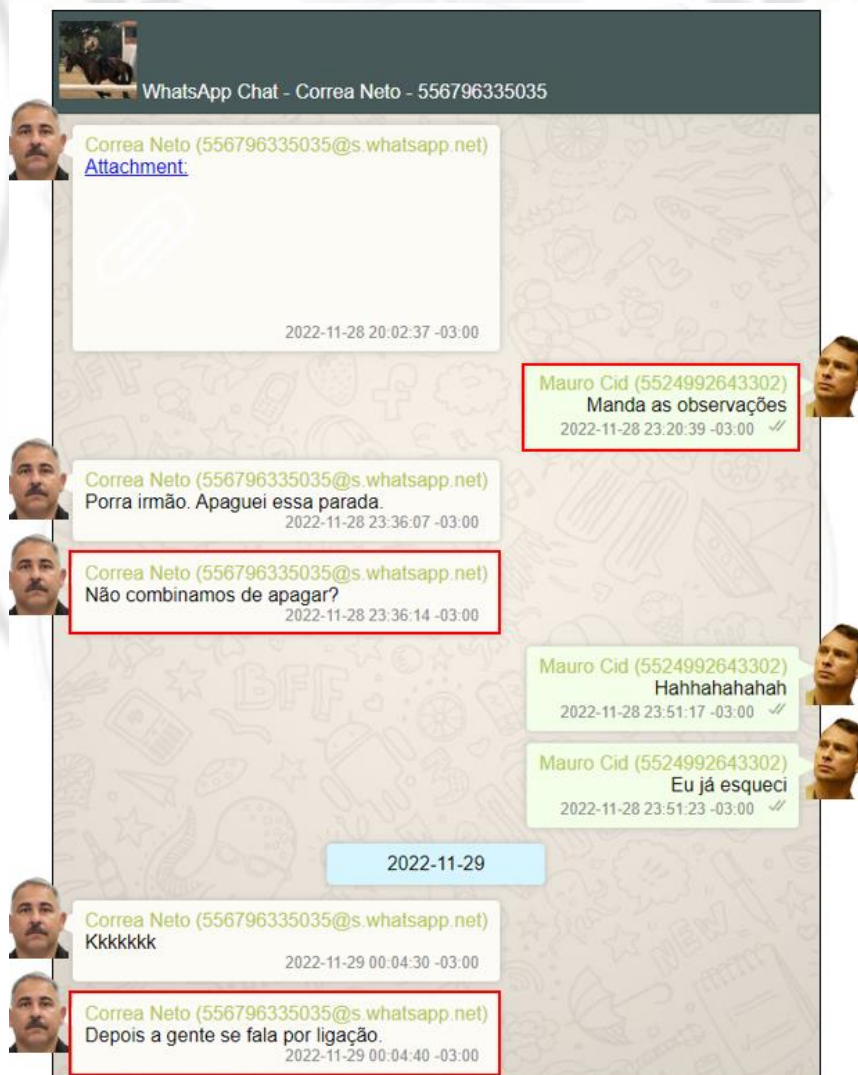 WhatsApp Chat - Correa Neto - 556796335035
Correa Neto (556796335035@s.whatsapp.net)
Attachment:
2022-11-28 20:02:37 -03:00
Mauro Cid (5524992643302)
Manda as observações
2022-11-28 23:20:39 -03:00
Correa Neto (556796335035@s.whatsapp.net)
Porra irmão. Apaguei essa parada.
2022-11-28 23:36:07 -03:00
Correa Neto (556796335035@s.whatsapp.net)
Não combinamos de apagar?
2022-11-28 23:36:14 -03:00
Mauro Cid (5524992643302)
Hahhahahahah
2022-11-28 23:51:17 -03:00
Mauro Cid (5524992643302)
Eu já esqueci
2022-11-28 23:51:23 -03:00
2022-11-29
Correa Neto (556796335035@s.whatsapp.net)
Kkkkkkk
2022-11-29 00:04:30 -03:00
Correa Neto (556796335035@s.whatsapp.net)
Depois a gente se fala por ligação.
2022-11-29 00:04:40 -03:00
BFF
NEW